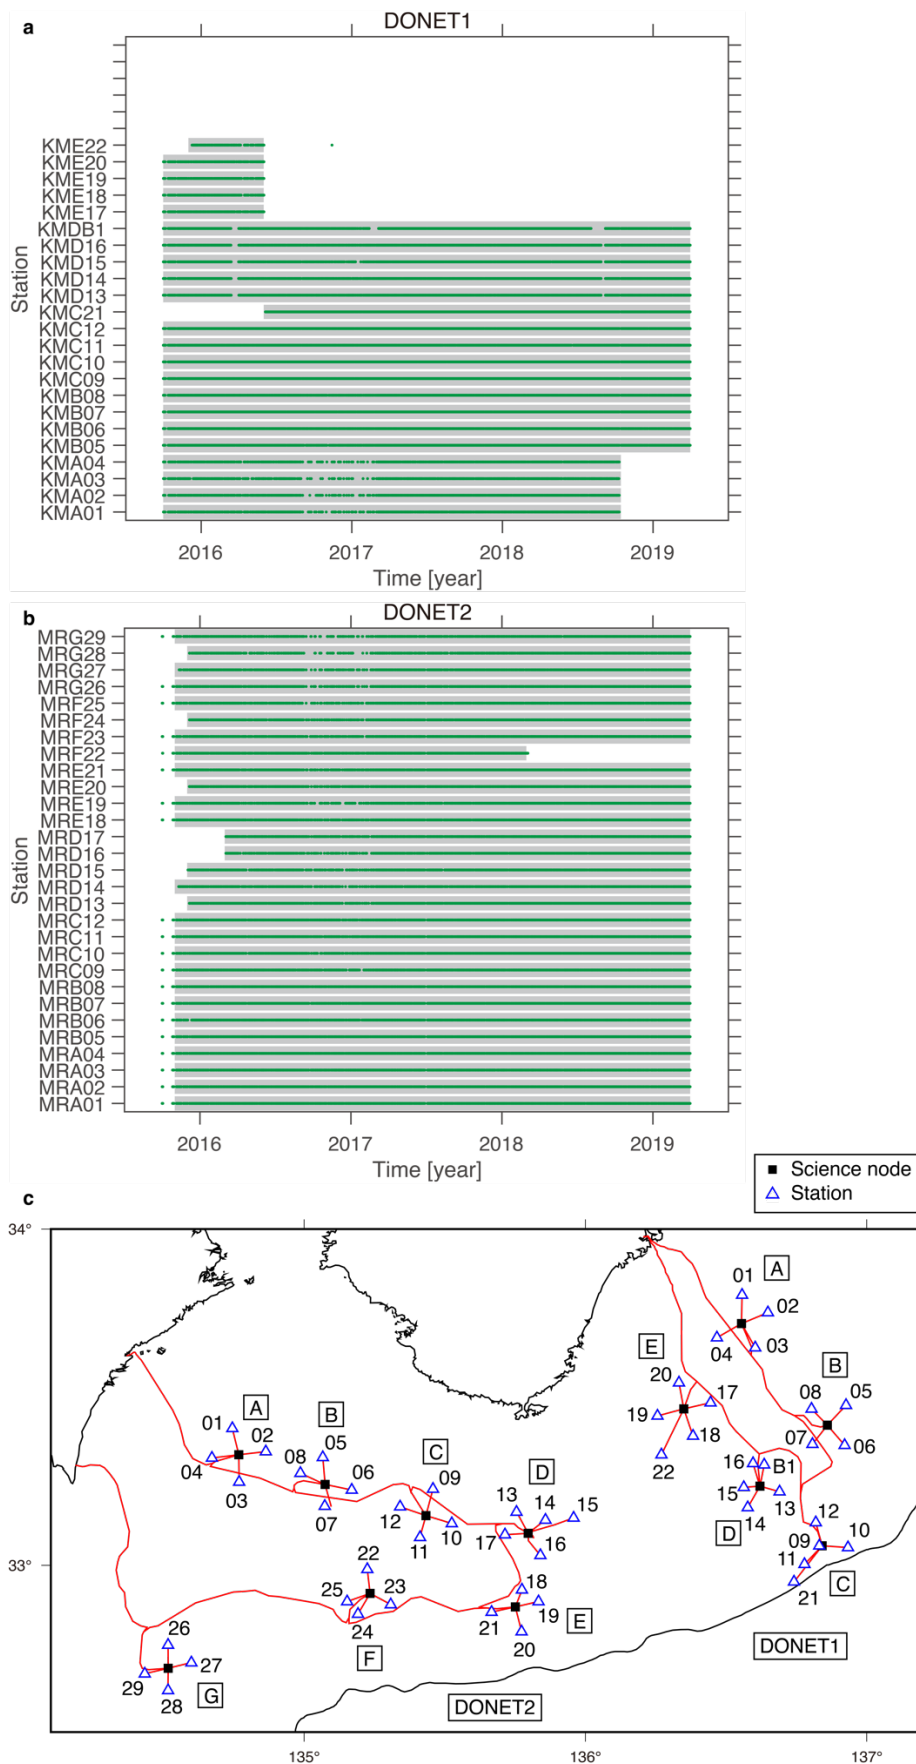 a
DONET1
KME22
KME20
KME19
KME18
KME17
KMDB1
KMD16
KMD15
KMD14
KMD13
KMC21
KMC12
KMC11
KMC10
KMC09
KMB08
KMB07
KMB06
KMB05
KMA04
KMA03
KMA02
KMA01
Station
2016 2017 2018 2019
Time [year]
b
DONET2
MRG29
MRG28
MRG27
MRG26
MRF25
MRF24
MRF23
MRF22
MRE21
MRE20
MRE19
MRE18
MRD17
MRD16
MRD15
MRD14
MRD13
MRC12
MRC11
MRC10
MRC09
MRB08
MRB07
MRB06
MRB05
MRA04
MRA03
MRA02
MRA01
Station
2016 2017 2018 2019
Time [year]
Science node
Station
c
34°
33°
135° 136° 137°
A
01
02
03
04
B
08
05
06
07
E
20
17
19
18
22
16
B1
15
13
14
D
12
09
10
11
21
C
DONET1
A
01
02
04
03
B
05
08
06
07
C
09
12
10
11
D
13
14
15
17
16
22
25
23
24
F
18
19
21
20
E
26
27
29
28
G
DONET2